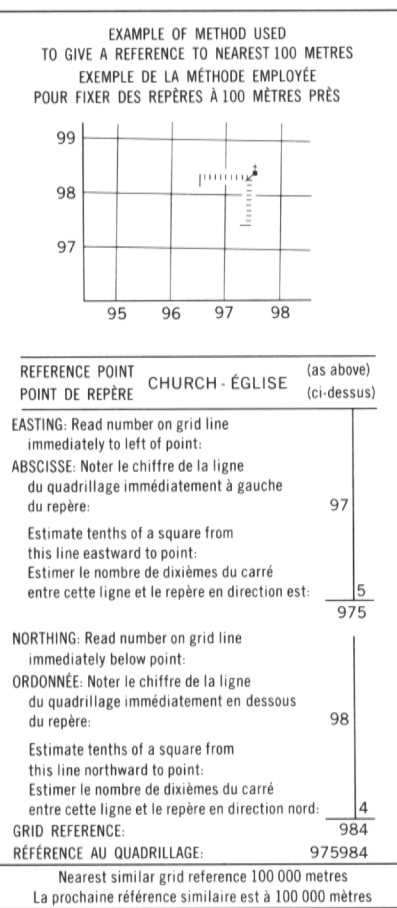 EXAMPLE OF METHOD USED
TO GIVE A REFERENCE TO NEAREST 100 METRES
EXEMPLE DE LA MÉTHODE EMPLOYÉE
POUR FIXER DES REPÈRES À 100 MÈTRES PRÈS
99
98
97
95 96 97 98
REFERENCE POINT
POINT DE REPÈRE
CHURCH - ÉGLISE
(as above)
(ci-dessus)
EASTING: Read number on grid line
immediately to left of point:
ABSCISSE: Noter le chiffre de la ligne
du quadrillage immédiatement à gauche
du repère: 97
Estimate tenths of a square from
this line eastward to point:
Estimer le nombre de dixièmes du carré
entre cette ligne et le repère en direction est: 5
975
NORTHING: Read number on grid line
immediately below point:
ORDONNÉE: Noter le chiffre de la ligne
du quadrillage immédiatement en dessous
du repère: 98
Estimate tenths of a square from
this line northward to point:
Estimer le nombre de dixièmes du carré
entre cette ligne et le repère en direction nord: 4
GRID REFERENCE: 984
RÉFÉRENCE AU QUADRILLAGE: 975984
Nearest similar grid reference 100 000 metres
La prochaine référence similaire est à 100 000 mètres